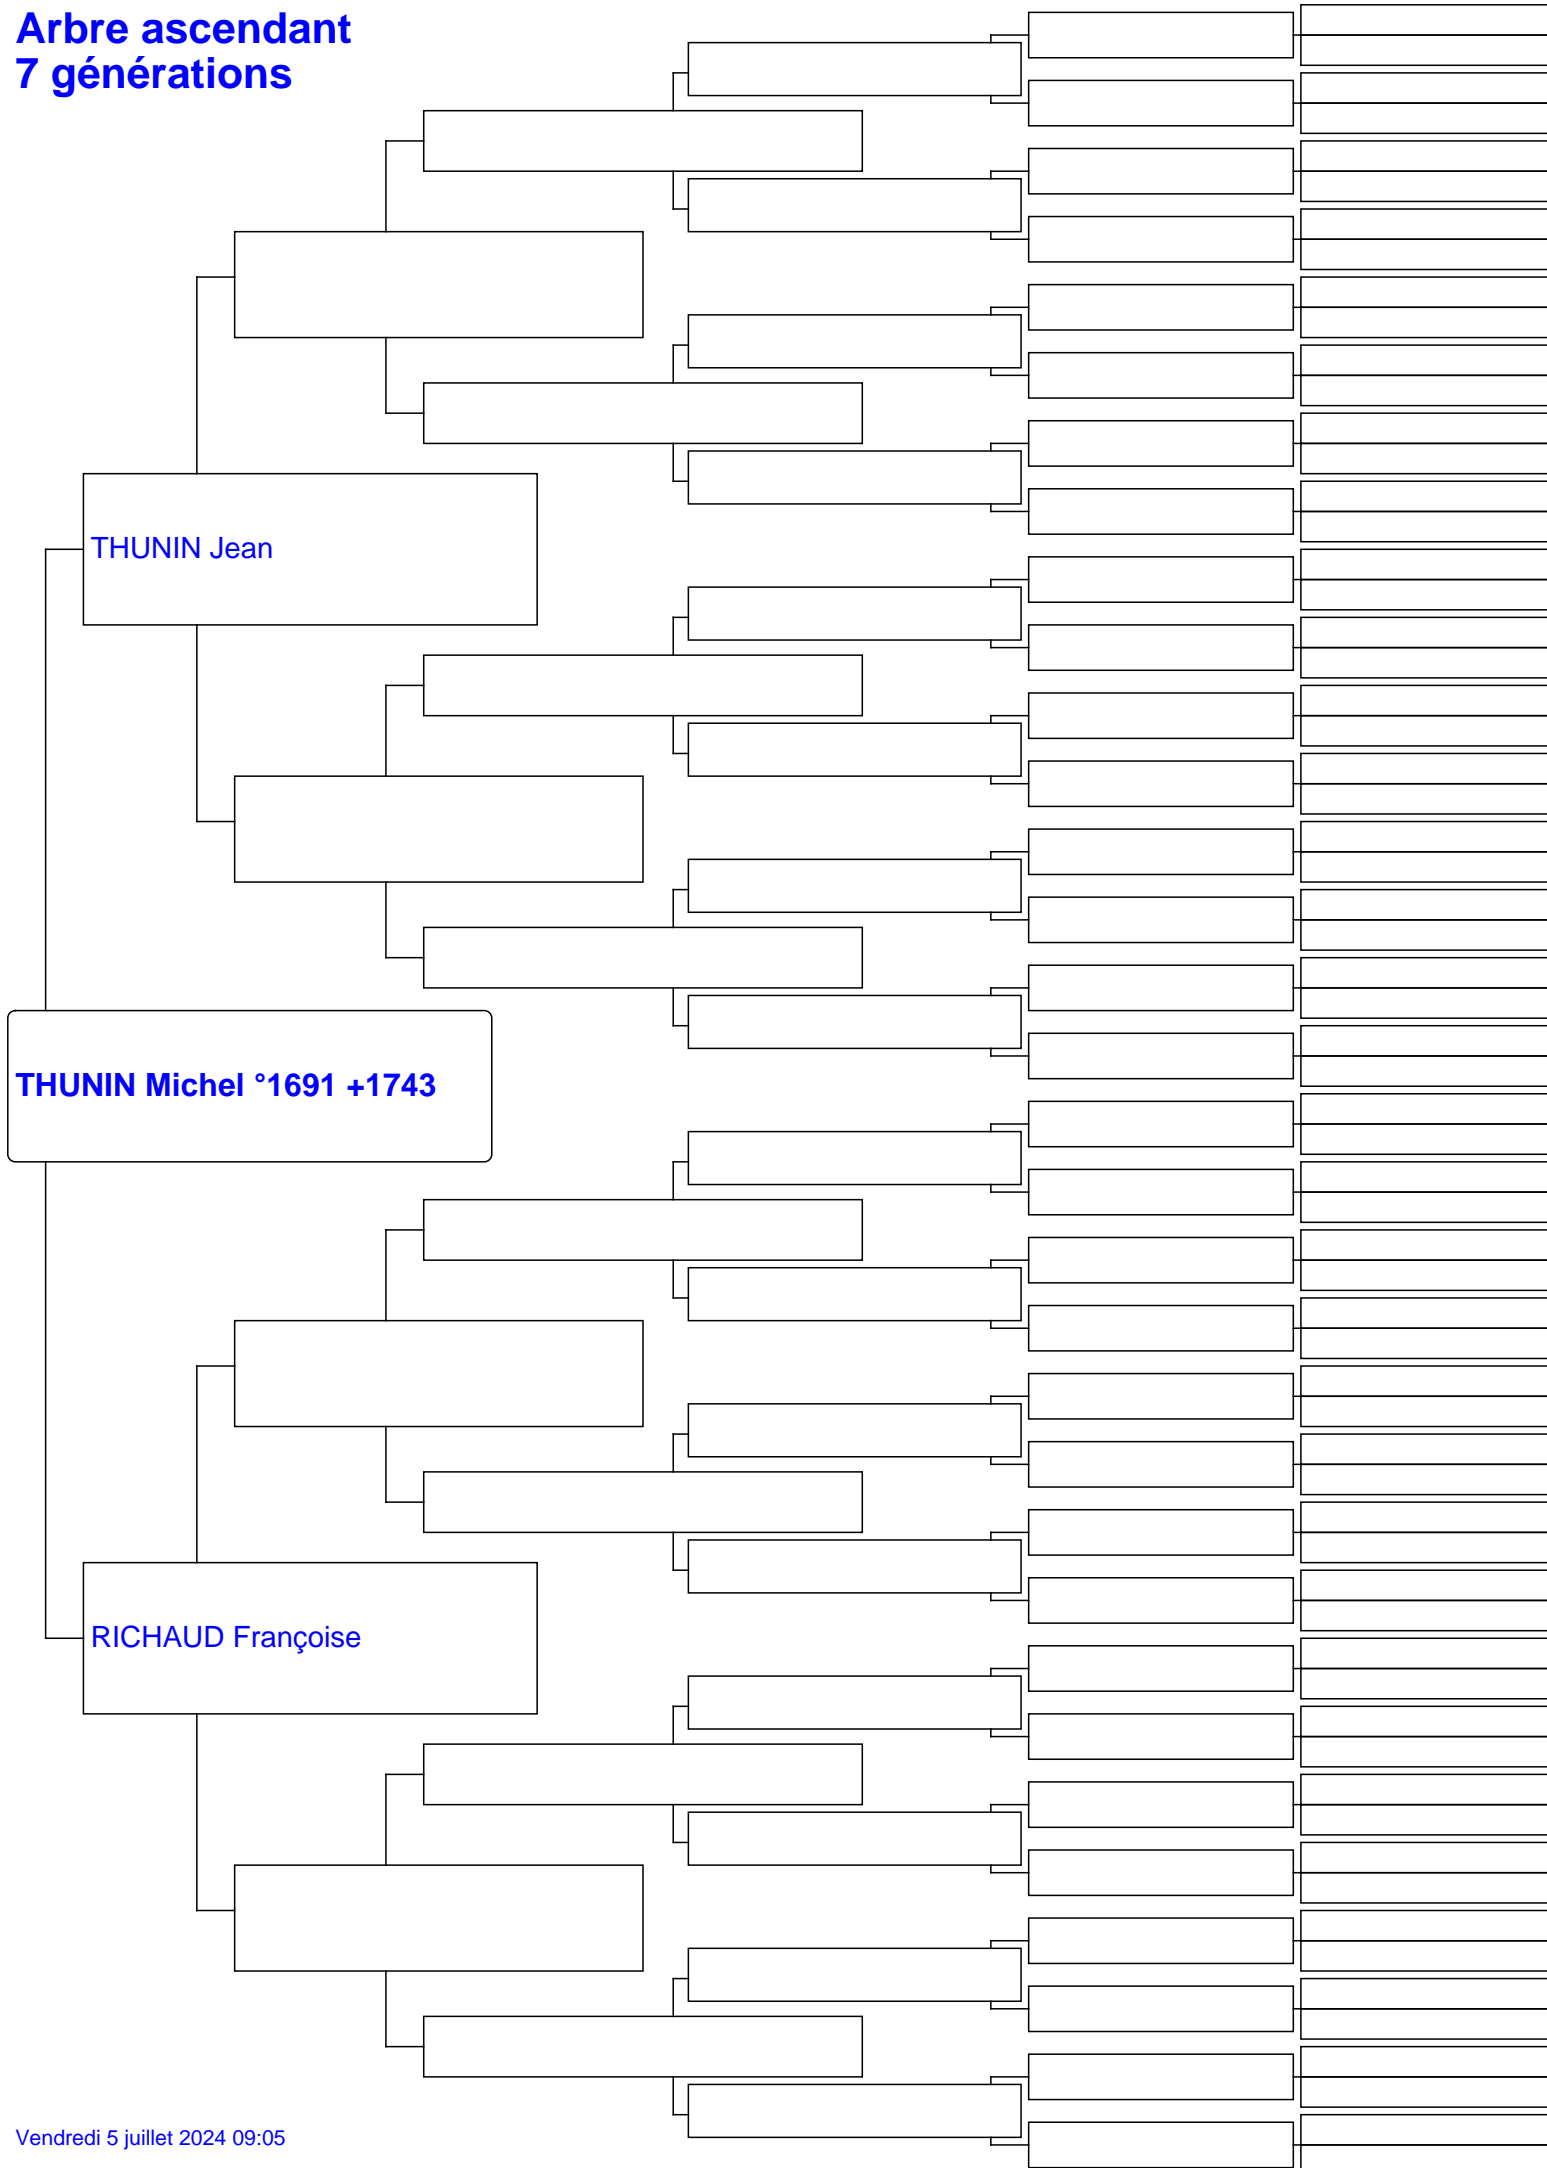 Arbre ascendant
7 générations
THUNIN Jean
THUNIN Michel °1691 +1743
RICHAUD Françoise
Vendredi 5 juillet 2024 09:05